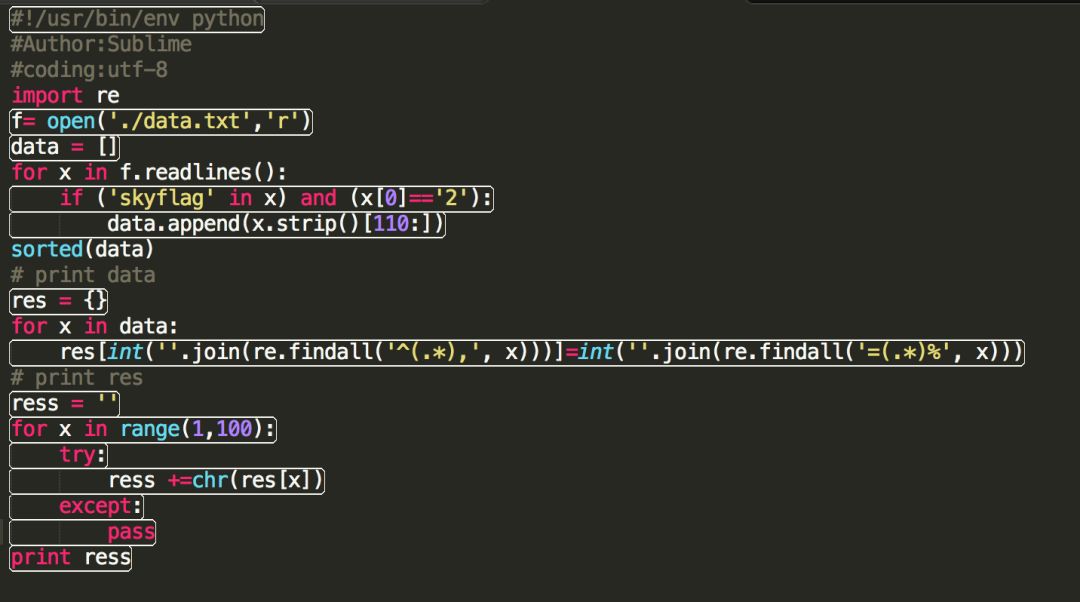 #!/usr/bin/env python
#Author:Sublime
#coding:utf-8
import re
f= open('./data.txt','r')
data = []
for x in f.readlines():
    if ('skyflag' in x) and (x[0]=='2'):
        data.append(x.strip()[110:])
sorted(data)
# print data
res = {}
for x in data:
    res[int(''.join(re.findall('^(.*),', x)))]=int(''.join(re.findall('=(.*)%', x)))
# print res
ress = ''
for x in range(1,100):
    try:
        ress +=chr(res[x])
    except:
        pass
print ress